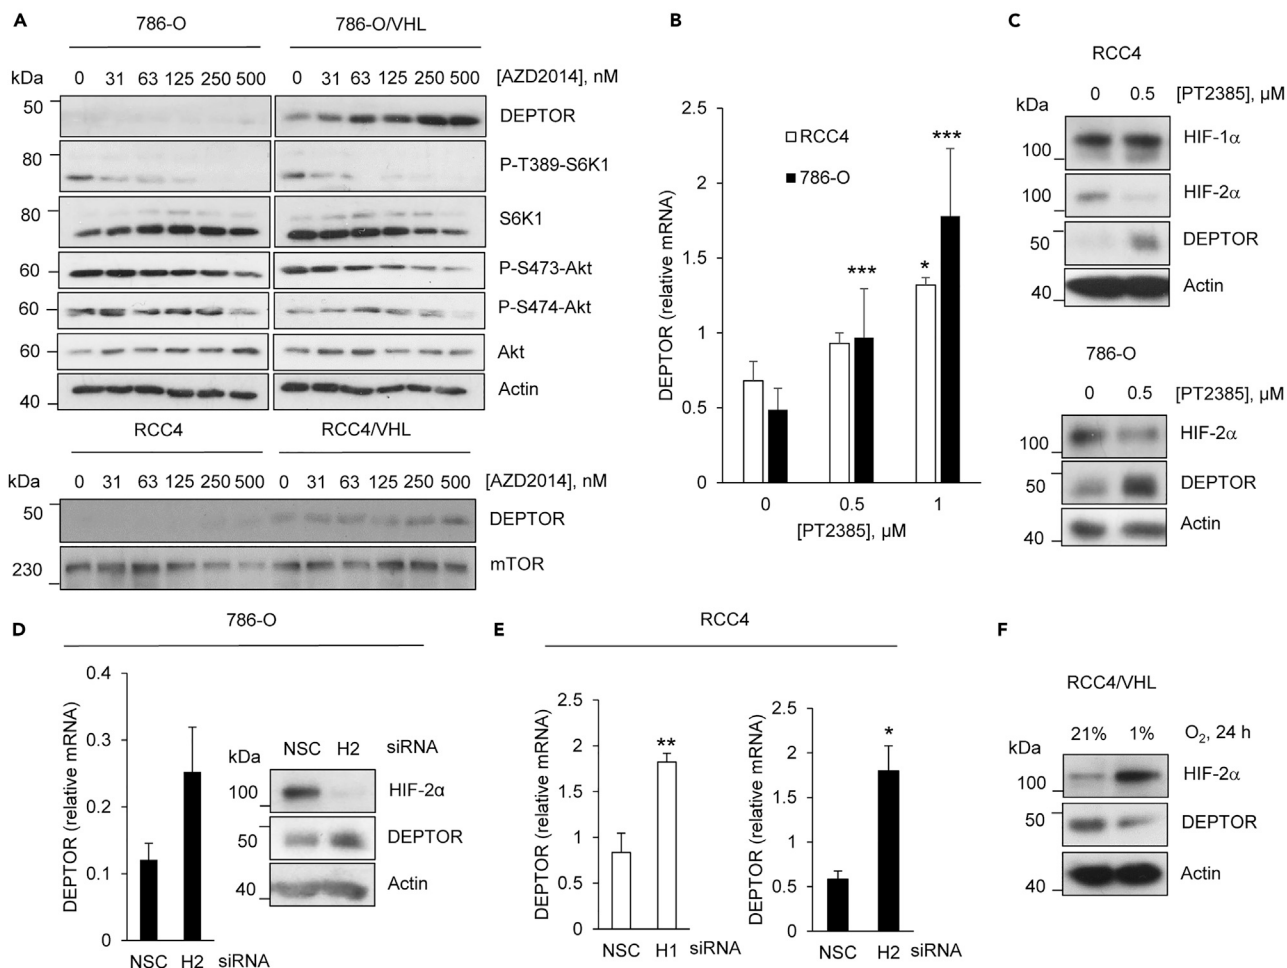 A
786-O
786-O/VHL
kDa
0 31 63 125 250 500
0 31 63 125 250 500
[AZD2014], nM
50
DEPTOR
80
P-T389-S6K1
80
S6K1
60
P-S473-Akt
60
P-S474-Akt
60
Akt
40
Actin
RCC4
RCC4/VHL
kDa
0 31 63 125 250 500
0 31 63 125 250 500
[AZD2014], nM
50
DEPTOR
230
mTOR
B
DEPTOR (relative mRNA)
2.5
2
1.5
1
0.5
0
RCC4
786-O
***
*
***
0 0.5 1
[PT2385], µM
C
RCC4
kDa
0 0.5
[PT2385], µM
100
HIF-1α
100
HIF-2α
50
DEPTOR
40
Actin
786-O
0 0.5
[PT2385], µM
100
HIF-2α
50
DEPTOR
40
Actin
D
786-O
DEPTOR (relative mRNA)
0.4
0.3
0.2
0.1
0
NSC H2 siRNA
kDa
NSC H2 siRNA
100
HIF-2α
50
DEPTOR
40
Actin
E
RCC4
DEPTOR (relative mRNA)
2.5
2
1.5
1
0.5
0
**
NSC H1 siRNA
DEPTOR (relative mRNA)
2.5
2
1.5
1
0.5
0
*
NSC H2 siRNA
F
RCC4/VHL
21% 1% O₂, 24 h
kDa
100
HIF-2α
50
DEPTOR
40
Actin